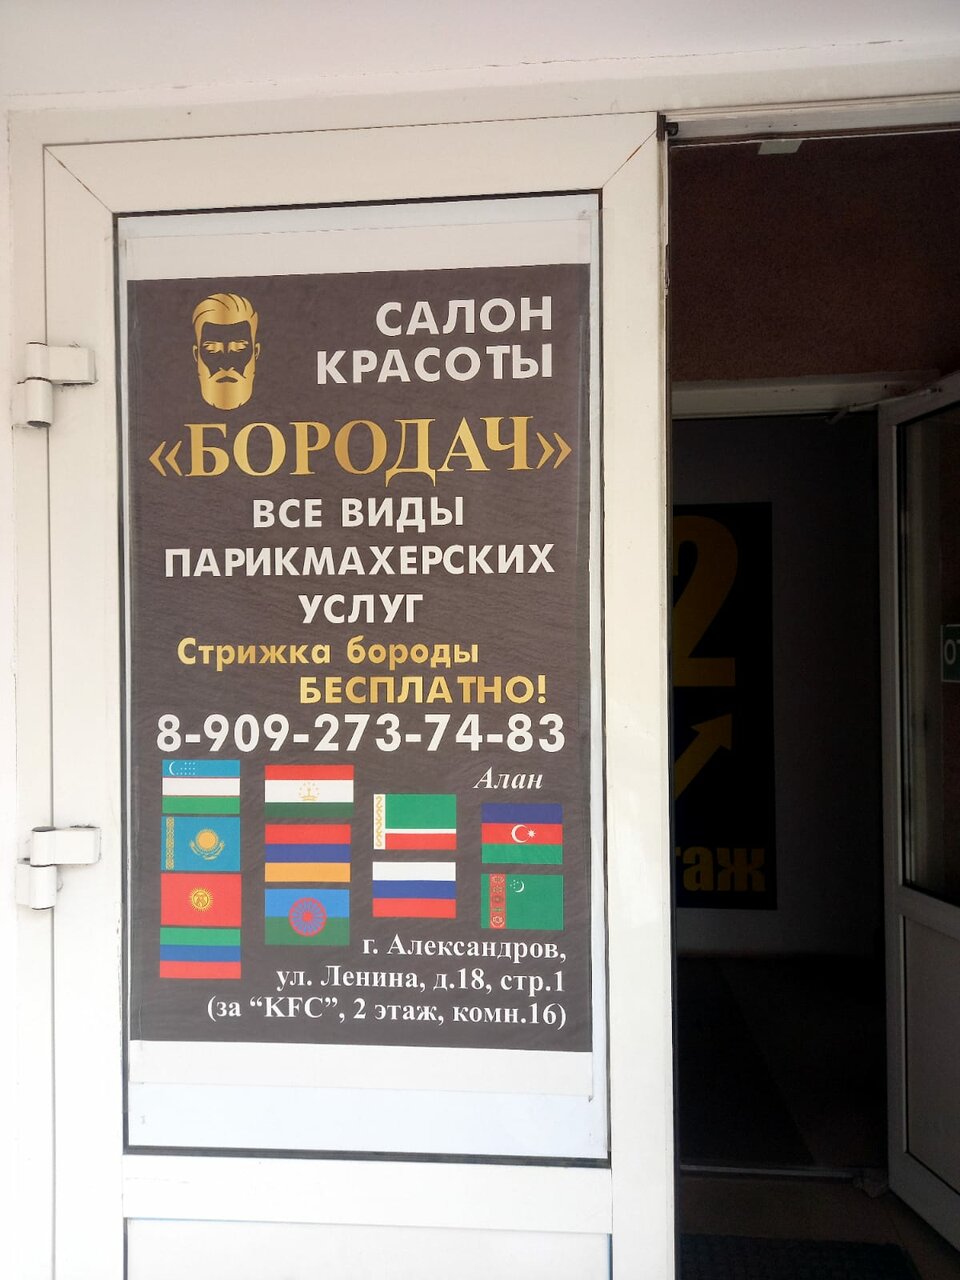 САЛОН
КРАСОТЫ
«БОРОДАЧ»
ВСЕ ВИДЫ
ПАРИКМАХЕРСКИХ
УСЛУГ
Стрижка бороды
БЕСПЛАТНО!
8-909-273-74-83
Алан
г. Александров,
ул. Ленина, д.18, стр.1
(за “KFC”, 2 этаж, комн.16)
2